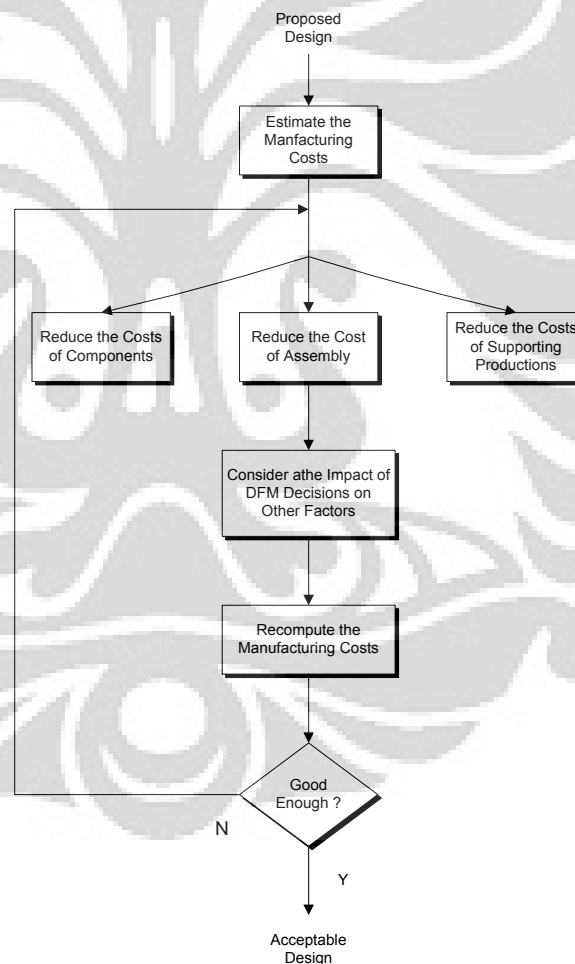 Proposed
Design
Estimate the
Manfacturing
Costs
Reduce the Costs
of Components
Reduce the Cost
of Assembly
Reduce the Costs
of Supporting
Productions
Consider athe Impact of
DFM Decisions on
Other Factors
Recompute the
Manufacturing Costs
Good
Enough ?
N
Y
Acceptable
Design